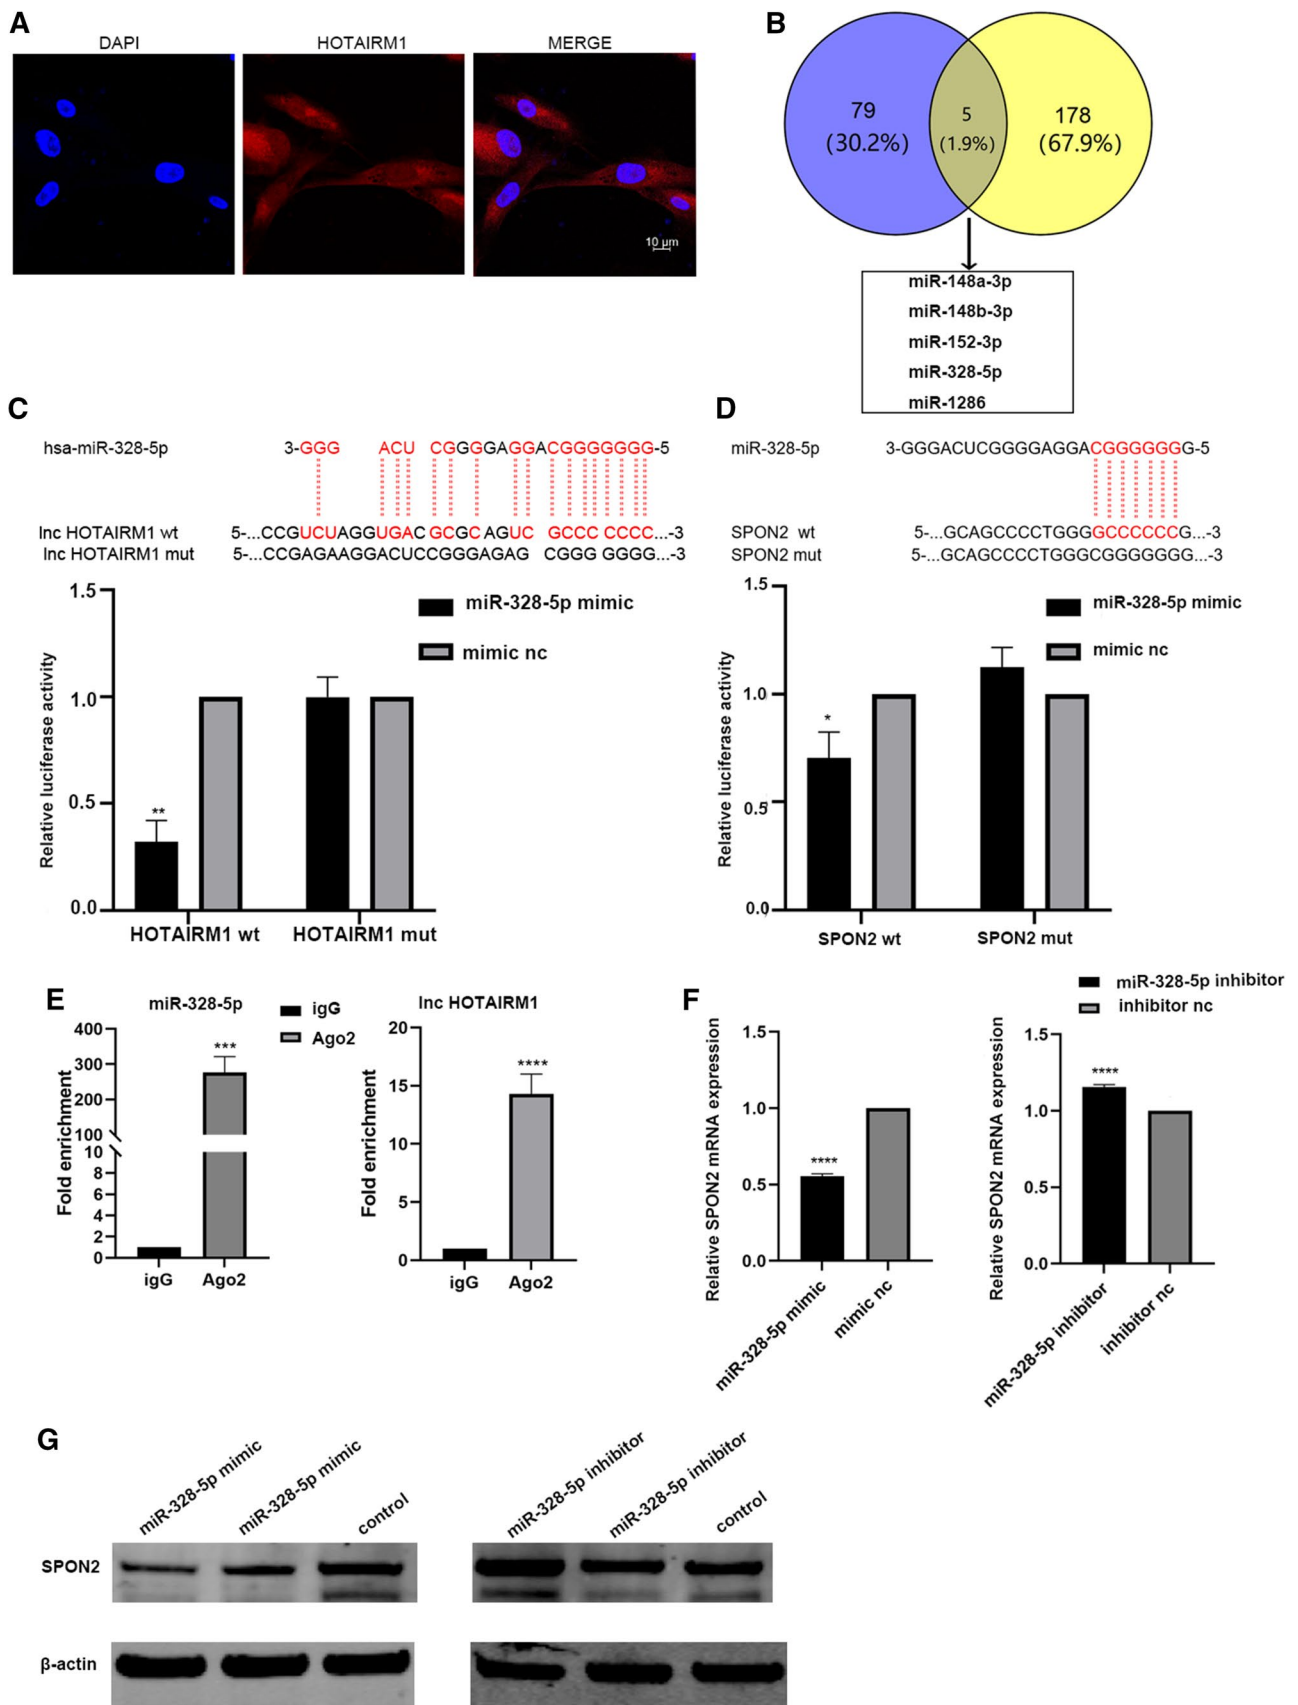 A
DAPI
HOTAIRM1
MERGE
10 µm
B
79
(30.2%)
5
(1.9%)
178
(67.9%)
miR-148a-3p
miR-148b-3p
miR-152-3p
miR-328-5p
miR-1286
C
hsa-miR-328-5p 3-GGG ACU CGGGGAGGACGGGGGGG-5
lnc HOTAIRM1 wt 5-...CCGUCUAGGUGACGCGCAGUC GCCCCCCCC...-3
lnc HOTAIRM1 mut 5-...CCGAGAAGGACUCCGGGAGAG CGGG GGGG...-3
1.5
1.0
0.5
0.0
Relative luciferase activity
miR-328-5p mimic
mimic nc
**
HOTAIRM1 wt
HOTAIRM1 mut
D
miR-328-5p 3-GGGACUCGGGGAGGACGGGGGGG-5
SPON2 wt 5-...GCAGCCCCTGGGGCCCCCCG...-3
SPON2 mut 5-...GCAGCCCCTGGGCGGGGGGG...-3
1.5
1.0
0.5
0.0
Relative luciferase activity
miR-328-5p mimic
mimic nc
*
SPON2 wt
SPON2 mut
E
miR-328-5p
igG
Ago2
400
300
200
100
10
8
6
4
2
0
Fold enrichment
***
igG
Ago2
lnc HOTAIRM1
20
15
10
5
0
Fold enrichment
****
igG
Ago2
F
1.5
1.0
0.5
0.0
Relative SPON2 mRNA expression
****
miR-328-5p mimic
mimic nc
miR-328-5p inhibitor
inhibitor nc
1.5
1.0
0.5
0.0
Relative SPON2 mRNA expression
****
miR-328-5p inhibitor
inhibitor nc
G
miR-328-5p mimic
miR-328-5p mimic
control
miR-328-5p inhibitor
miR-328-5p inhibitor
control
SPON2
β-actin